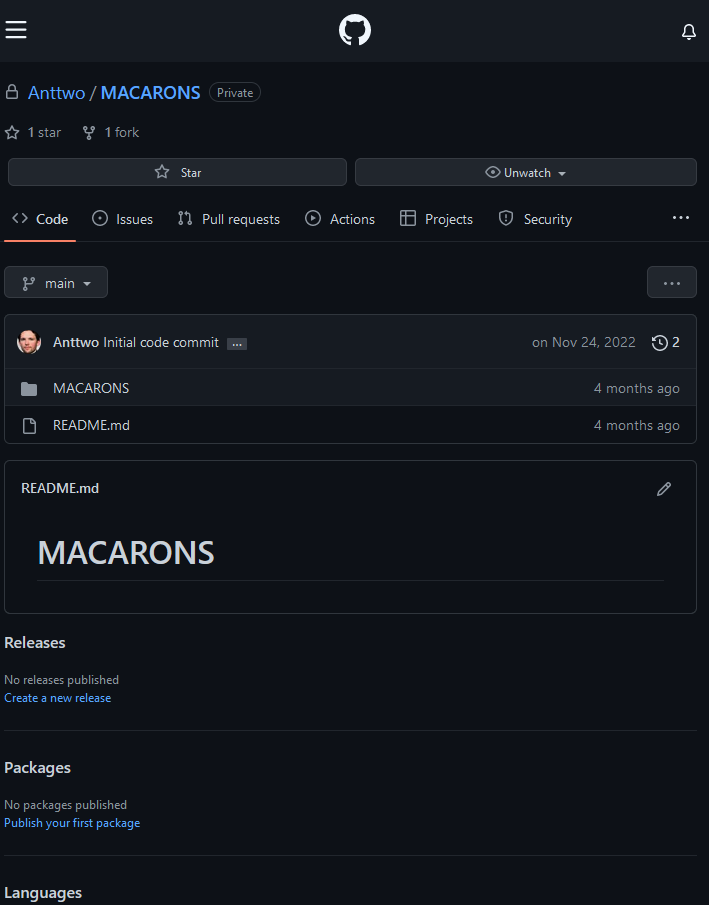 Anttwo / MACARONS Private
1 star 1 fork
Star Unwatch
Code Issues Pull requests Actions Projects Security ...
main ...
Anttwo Initial code commit ... on Nov 24, 2022 2
MACARONS 4 months ago
README.md 4 months ago
README.md
MACARONS
Releases
No releases published
Create a new release
Packages
No packages published
Publish your first package
Languages